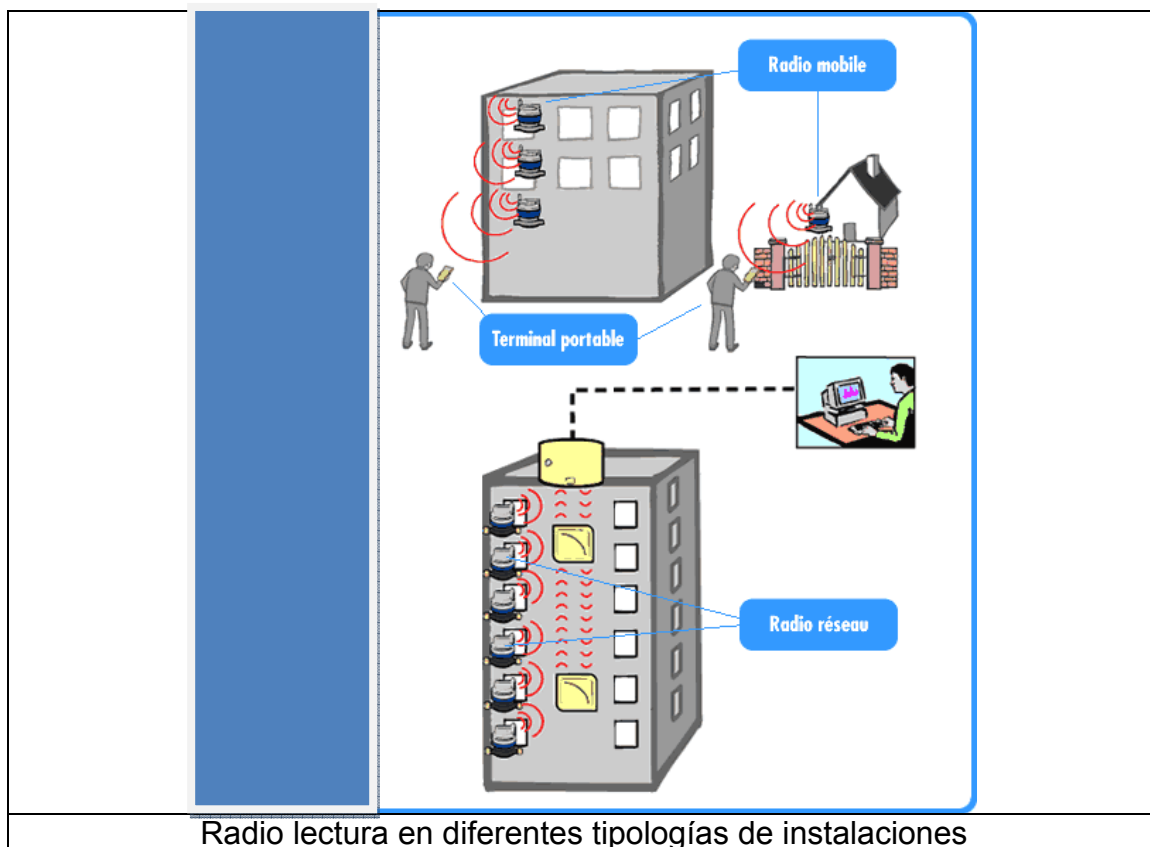 Radio mobile
Terminal portable
Radio réseau
Radio lectura en diferentes tipologías de instalaciones